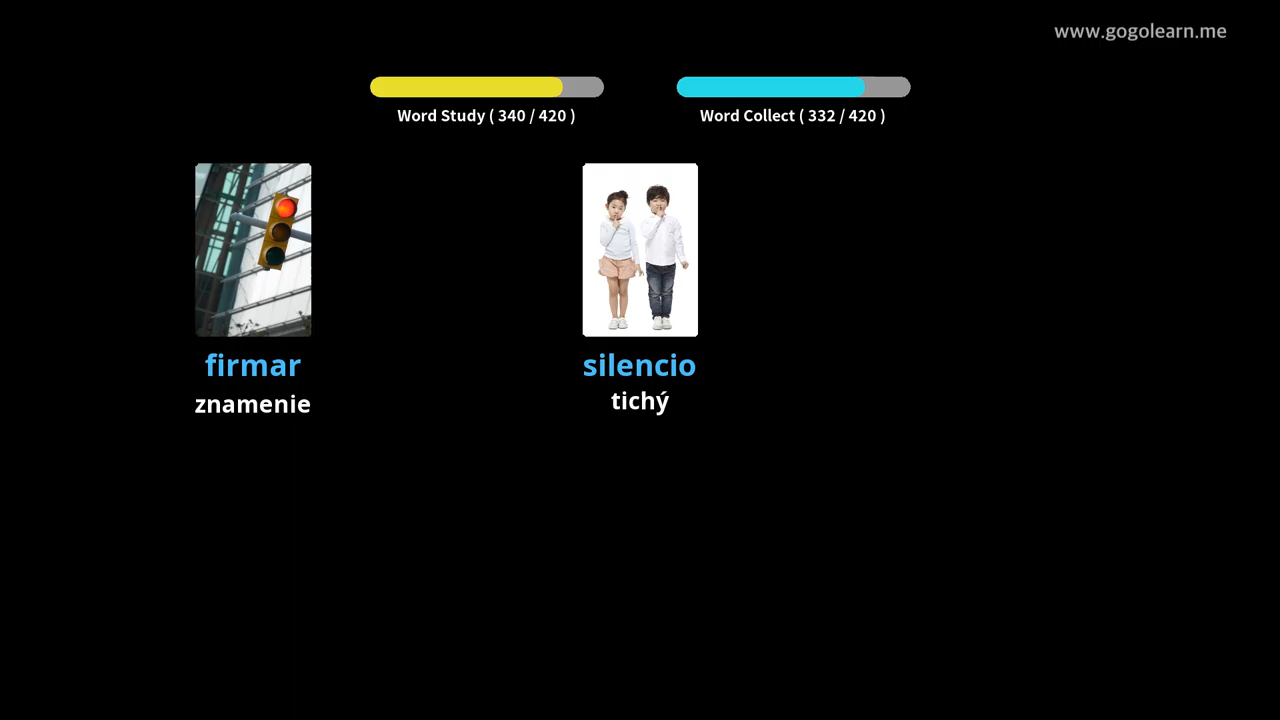 www.gogolearn.me
Word Study ( 340 / 420 )
Word Collect ( 332 / 420 )
firmar
znamenie
silencio
tichý